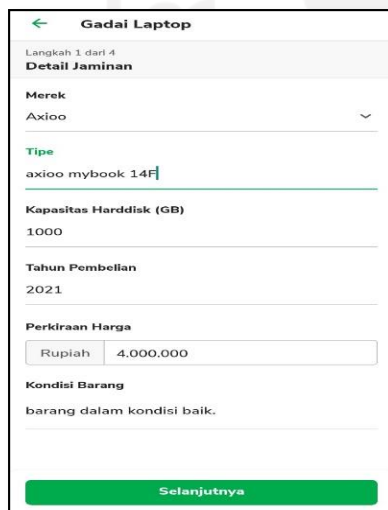 Gadai Laptop
Langkah 1 dari 4
Detail Jaminan
Merek
Axioo
Tipe
axioo mybook 14F
Kapasitas Harddisk (GB)
1000
Tahun Pembelian
2021
Perkiraan Harga
Rupiah 4.000.000
Kondisi Barang
barang dalam kondisi baik.
Selanjutnya